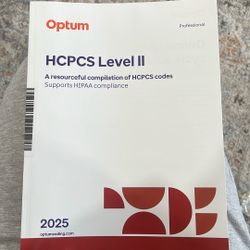 Optum
Professional
HCPCS Level II
A resourceful compilation of HCPCS codes
Supports HIPAA compliance
2025
optumcoding.com